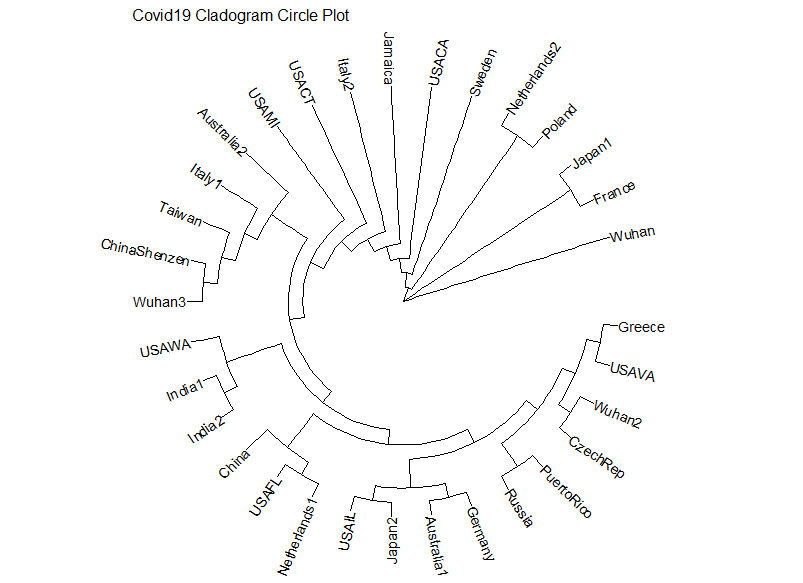 Covid19 Cladogram Circle Plot
Wuhan
France
Japan1
Poland
Netherlands2
Sweden
USACA
Jamaica
Italy2
USACT
USAMI
Australia2
Italy1
Taiwan
ChinaShenzen
Wuhan3
USAWA
India1
India2
China
USAFL
Netherlands1
USAIL
Japan2
Australia1
Germany
Russia
PuertoRico
CzechRep
Wuhan2
USAVA
Greece